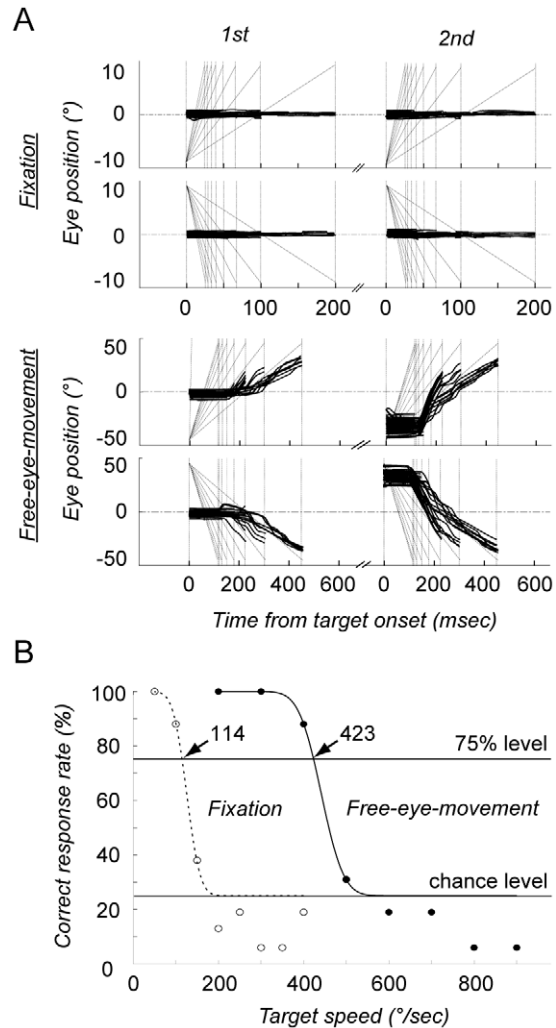 A
1st
2nd
Fixation
Eye position (°)
10
0
-10
10
0
-10
0
100
200
0
100
200
Free-eye-movement
Eye position (°)
50
0
-50
50
0
-50
0
200
400
600
0
200
400
600
Time from target onset (msec)
B
Correct response rate (%)
100
80
60
40
20
0
114
423
75% level
Fixation
Free-eye-movement
chance level
0
200
400
600
800
Target speed (°/sec)